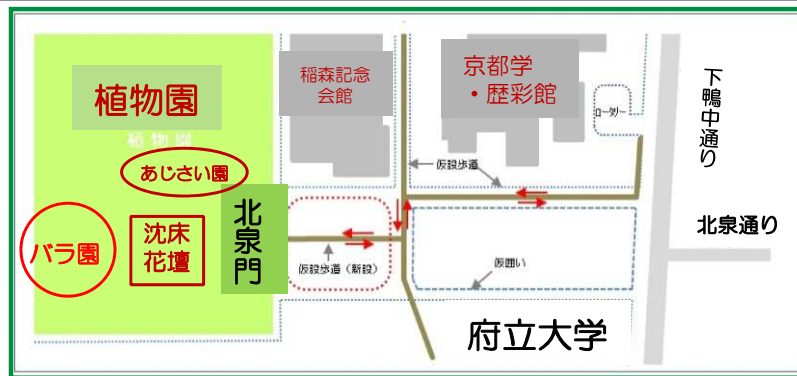 植物園
植物園
あじさい園
バラ園
沈床
花壇
北泉門
稲森記念
会館
京都学
・歴彩館
ロータリー
下鴨中通り
北泉通り
仮設歩道
仮設歩道（新設）
仮囲い
府立大学